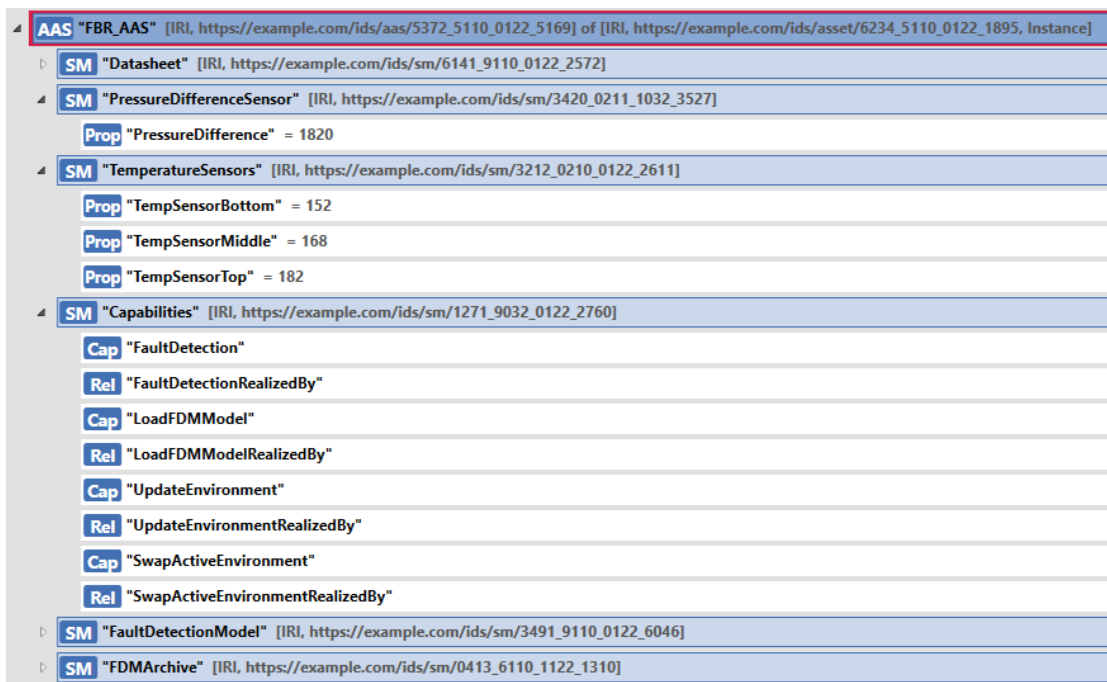 AAS "FBR_AAS" [IRI, https://example.com/ids/aas/5372_5110_0122_5169] of [IRI, https://example.com/ids/asset/6234_5110_0122_1895, Instance]
SM "Datasheet" [IRI, https://example.com/ids/sm/6141_9110_0122_2572]
SM "PressureDifferenceSensor" [IRI, https://example.com/ids/sm/3420_0211_1032_3527]
Prop "PressureDifference" = 1820
SM "TemperatureSensors" [IRI, https://example.com/ids/sm/3212_0210_0122_2611]
Prop "TempSensorBottom" = 152
Prop "TempSensorMiddle" = 168
Prop "TempSensorTop" = 182
SM "Capabilities" [IRI, https://example.com/ids/sm/1271_9032_0122_2760]
Cap "FaultDetection"
Rel "FaultDetectionRealizedBy"
Cap "LoadFDMModel"
Rel "LoadFDMModelRealizedBy"
Cap "UpdateEnvironment"
Rel "UpdateEnvironmentRealizedBy"
Cap "SwapActiveEnvironment"
Rel "SwapActiveEnvironmentRealizedBy"
SM "FaultDetectionModel" [IRI, https://example.com/ids/sm/3491_9110_0122_6046]
SM "FDMArchive" [IRI, https://example.com/ids/sm/0413_6110_1122_1310]